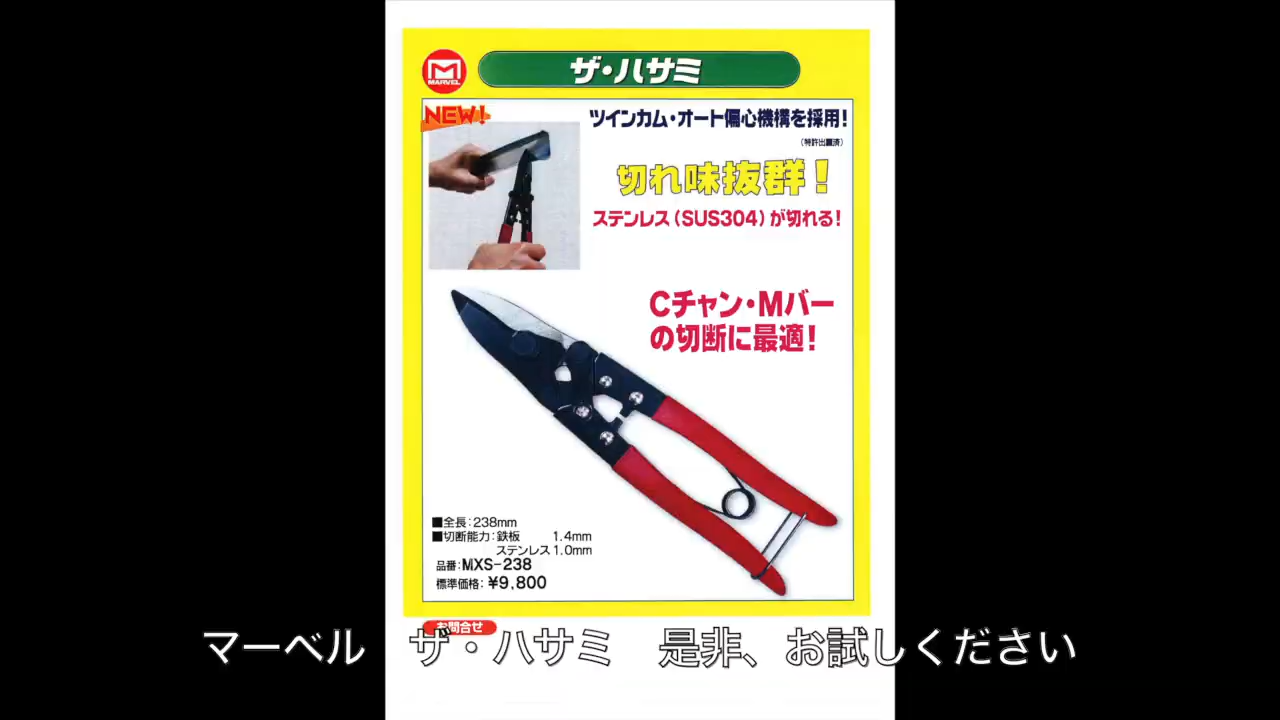 MARVEL
ザ・ハサミ
NEW!
ツインカム・オート偏心機構を採用!
(特許出願済)
切れ味抜群!
ステンレス(SUS304)が切れる!
Cチャン・Mバー
の切断に最適!
■全長:238mm
■切断能力:鉄板 1.4mm
ステンレス 1.0mm
品番:MXS-238
標準価格:¥9,800
お問合せ
マーベル ザ・ハサミ 是非、お試しください